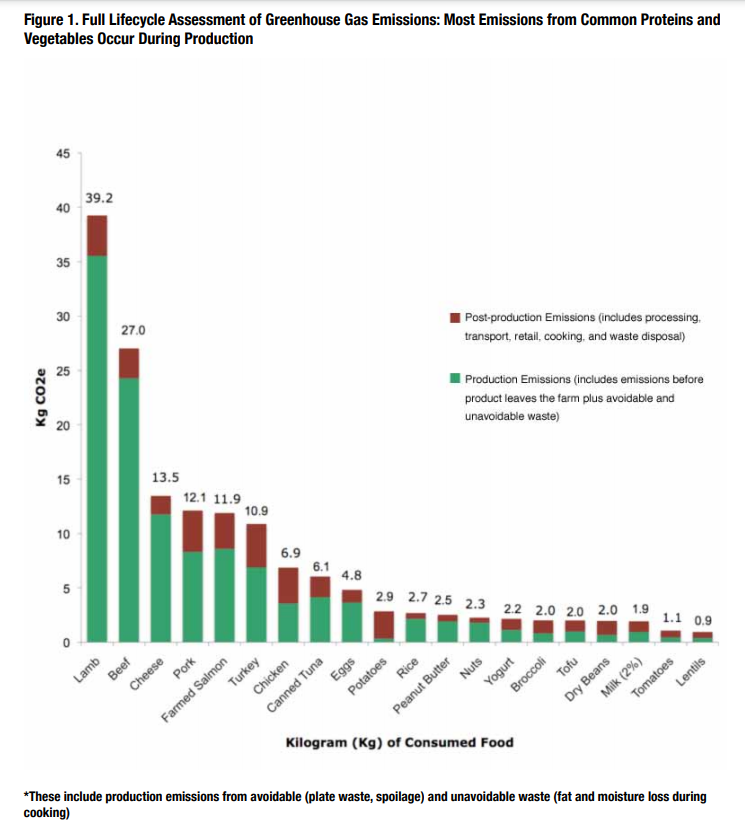 Figure 1. Full Lifecycle Assessment of Greenhouse Gas Emissions: Most Emissions from Common Proteins and
Vegetables Occur During Production
45
40
35
30
25
20
15
10
5
0
Kg CO2e
39.2
27.0
13.5
12.1
11.9
10.9
6.9
6.1
4.8
2.9
2.7
2.5
2.3
2.2
2.0
2.0
2.0
1.9
1.1
0.9
Post-production Emissions (includes processing,
transport, retail, cooking, and waste disposal)
Production Emissions (includes emissions before
product leaves the farm plus avoidable and
unavoidable waste)
Lamb
Beef
Cheese
Pork
Farmed Salmon
Turkey
Chicken
Canned Tuna
Eggs
Potatoes
Rice
Peanut Butter
Nuts
Yogurt
Broccoli
Tofu
Dry Beans
Milk (2%)
Tomatoes
Lentils
Kilogram (Kg) of Consumed Food
*These include production emissions from avoidable (plate waste, spoilage) and unavoidable waste (fat and moisture loss during
cooking)